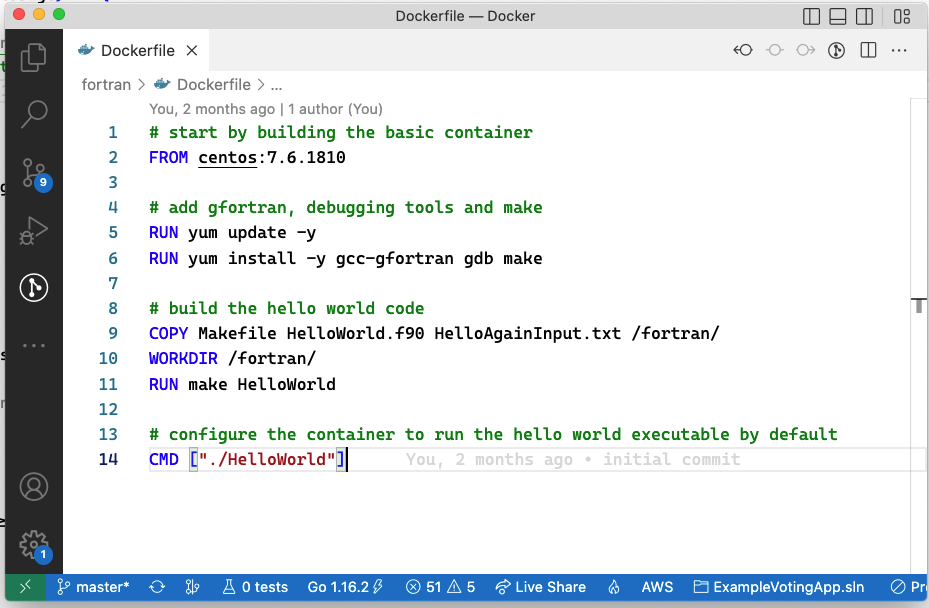 Dockerfile — Docker
Dockerfile
fortran > Dockerfile > ...
You, 2 months ago | 1 author (You)
1 # start by building the basic container
2 FROM centos:7.6.1810
3
4 # add gfortran, debugging tools and make
5 RUN yum update -y
6 RUN yum install -y gcc-gfortran gdb make
7
8 # build the hello world code
9 COPY Makefile HelloWorld.f90 HelloAgainInput.txt /fortran/
10 WORKDIR /fortran/
11 RUN make HelloWorld
12
13 # configure the container to run the hello world executable by default
14 CMD ["./HelloWorld"] You, 2 months ago • initial commit
9
1
master* 0 tests Go 1.16.2 51 5 Live Share AWS ExampleVotingApp.sln